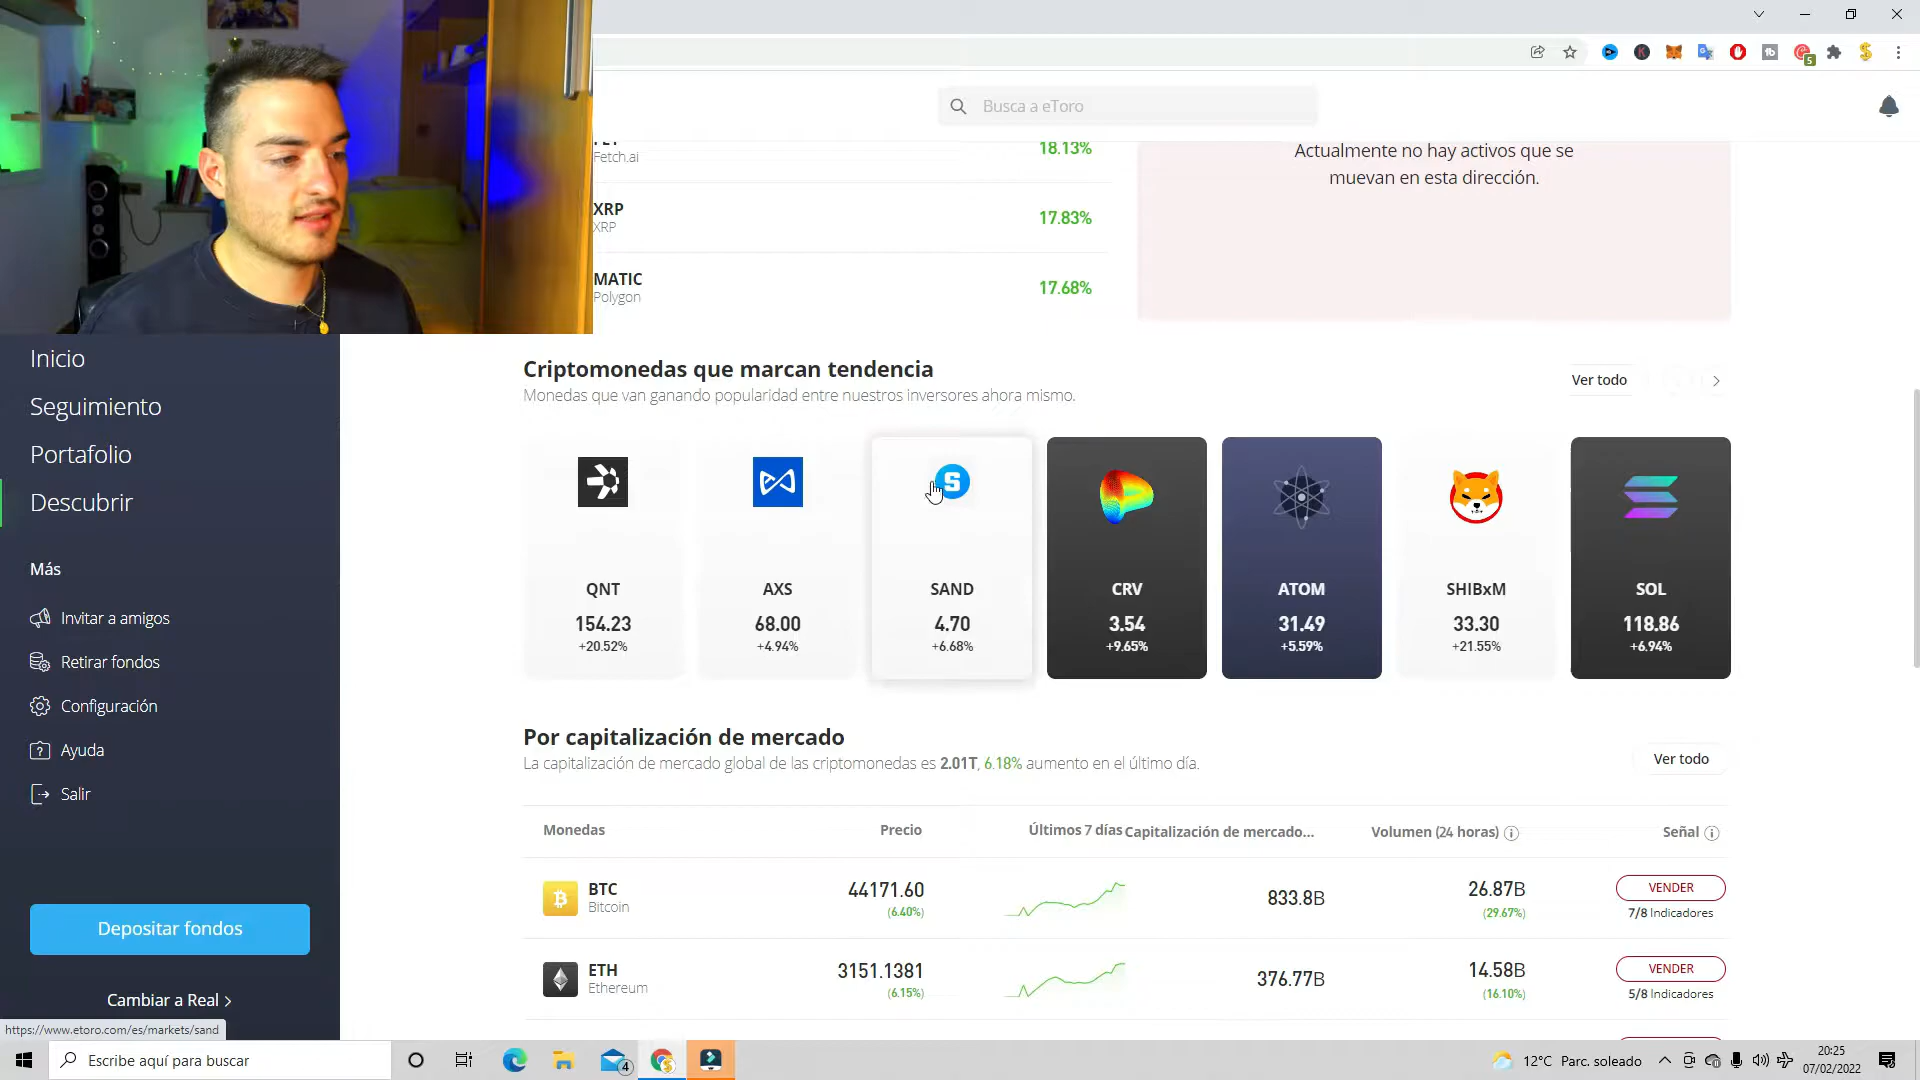 Busca a eToro
Fetch.ai
18.13%
XRP
XRP
17.83%
MATIC
Polygon
17.68%
Actualmente no hay activos que se
muevan en esta dirección.
Inicio
Seguimiento
Portafolio
Descubrir
Más
Invitar a amigos
Retirar fondos
Configuración
Ayuda
Salir
Depositar fondos
Cambiar a Real >
https://www.etoro.com/es/markets/sand
Criptomonedas que marcan tendencia
Monedas que van ganando popularidad entre nuestros inversores ahora mismo.
Ver todo
QNT
154.23
+20.52%
AXS
68.00
+4.94%
SAND
4.70
+6.68%
CRV
3.54
+9.65%
ATOM
31.49
+5.59%
SHIBxM
33.30
+21.55%
SOL
118.86
+6.94%
Por capitalización de mercado
La capitalización de mercado global de las criptomonedas es 2.01T, 6.18% aumento en el último día.
Ver todo
Monedas Precio Últimos 7 días Capitalización de mercado... Volumen (24 horas) Señal
BTC
Bitcoin
44171.60
(6.40%)
833.8B
26.87B
(29.67%)
VENDER
7/8 Indicadores
ETH
Ethereum
3151.1381
(6.15%)
376.77B
14.58B
(16.10%)
VENDER
5/8 Indicadores
Escribe aquí para buscar
4
12°C Parc. soleado
20:25
07/02/2022